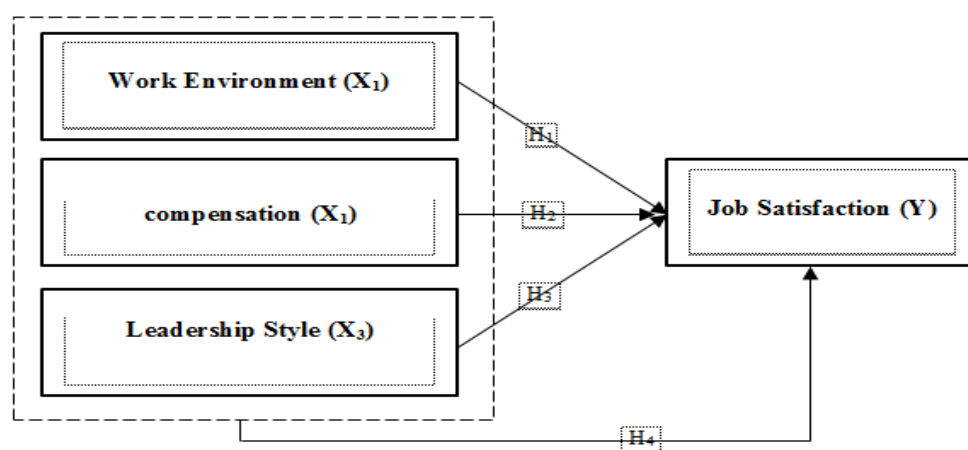 Work Environment (X₁)
H₁
compensation (X₁)
H₂
Job Satisfaction (Y)
H₃
Leadership Style (X₃)
H₄